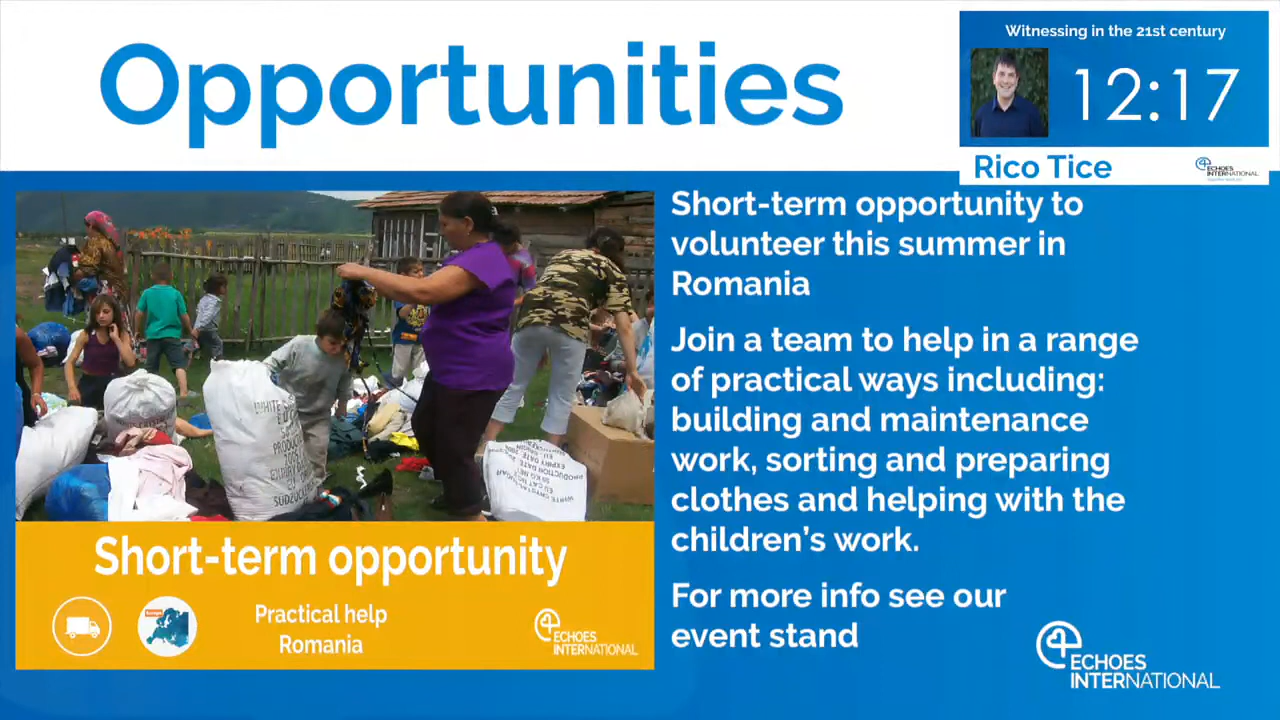 Opportunities
Witnessing in the 21st century
12:17
Rico Tice
ECHOES
INTERNATIONAL
Short-term opportunity to
volunteer this summer in
Romania
Join a team to help in a range
of practical ways including:
building and maintenance
work, sorting and preparing
clothes and helping with the
children's work.
For more info see our
event stand
Short-term opportunity
Practical help
Romania
ECHOES
INTERNATIONAL
ECHOES
INTERNATIONAL